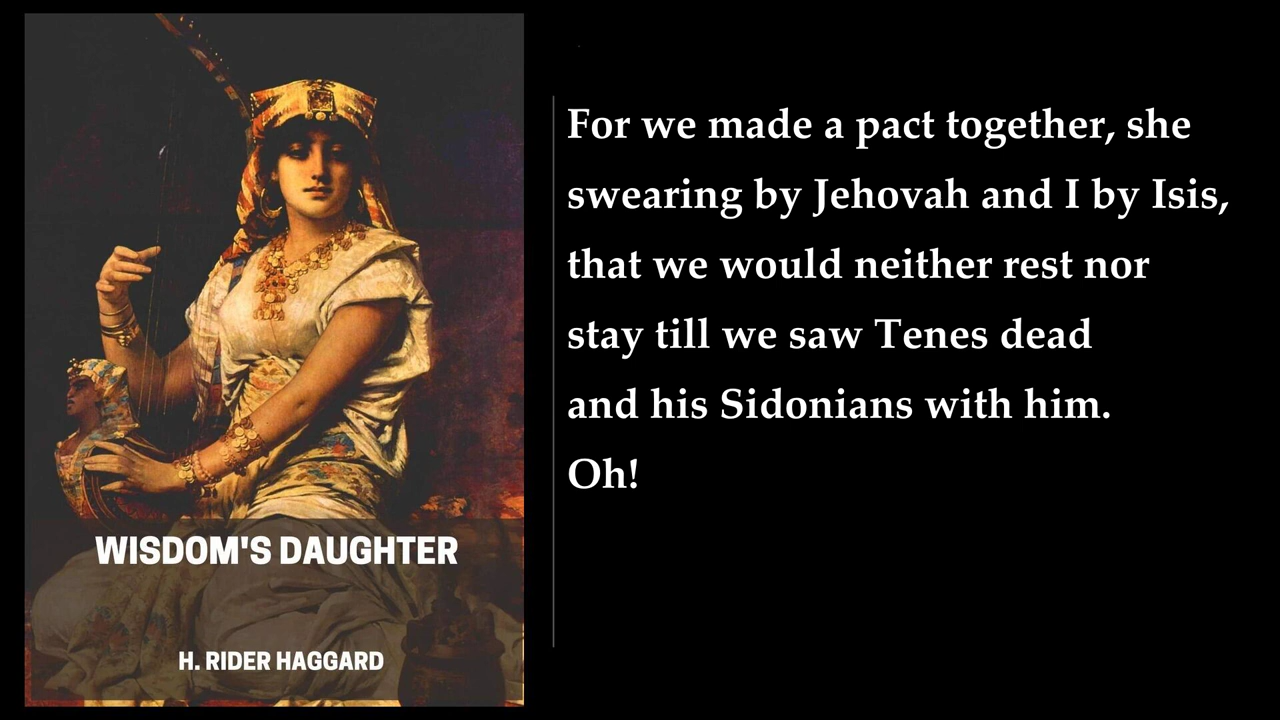 WISDOM'S DAUGHTER
H. RIDER HAGGARD
For we made a pact together, she
swearing by Jehovah and I by Isis,
that we would neither rest nor
stay till we saw Tenes dead
and his Sidonians with him.
Oh!